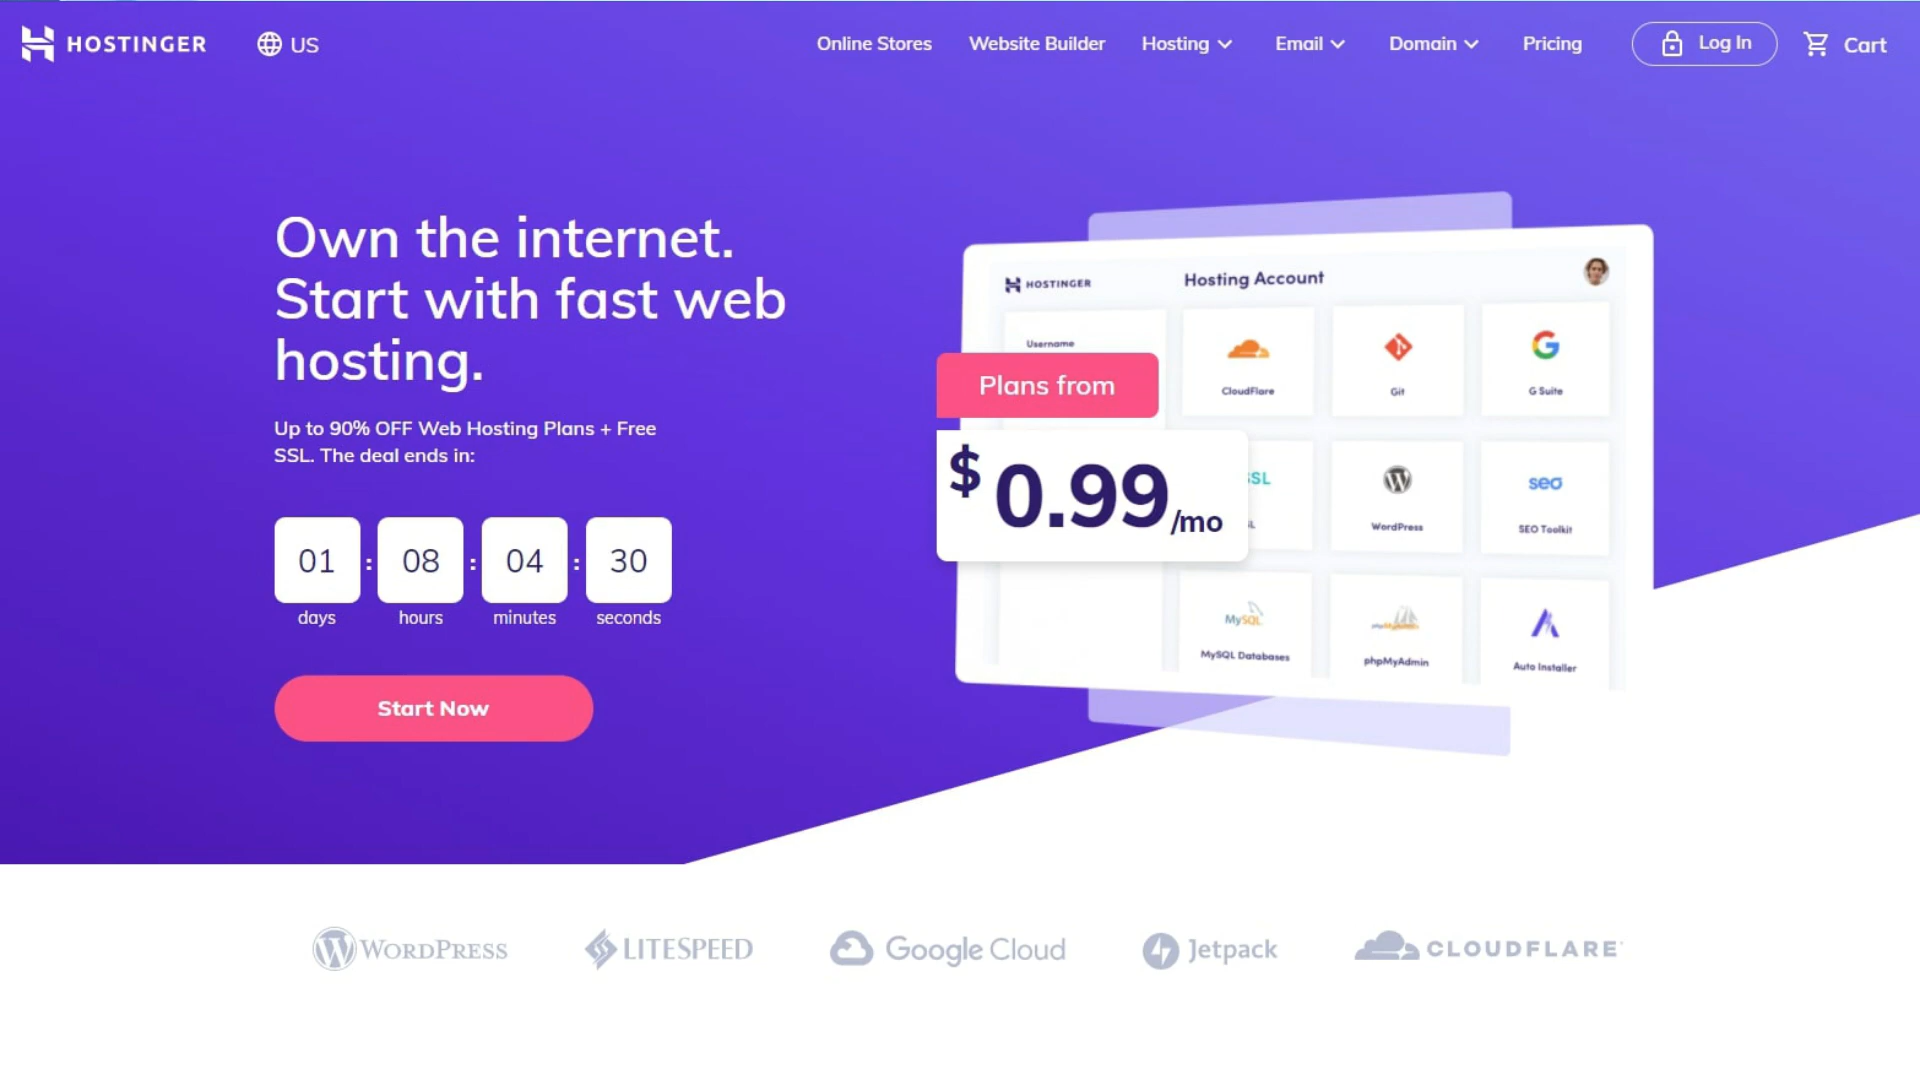 HOSTINGER
US
Online Stores
Website Builder
Hosting
Email
Domain
Pricing
Log In
Cart
Own the internet.
Start with fast web
hosting.
Up to 90% OFF Web Hosting Plans + Free
SSL. The deal ends in:
01 : 08 : 04 : 30
days hours minutes seconds
Start Now
HOSTINGER
Hosting Account
Username
Plans from
$ 0.99 /mo
CloudFlare
Git
G Suite
SSL
WordPress
seo
SEO Toolkit
MySQL
MySQL Databases
phpMyAdmin
phpMyAdmin
Auto Installer
WORDPRESS
LITESPEED
Google Cloud
Jetpack
CLOUDFLARE